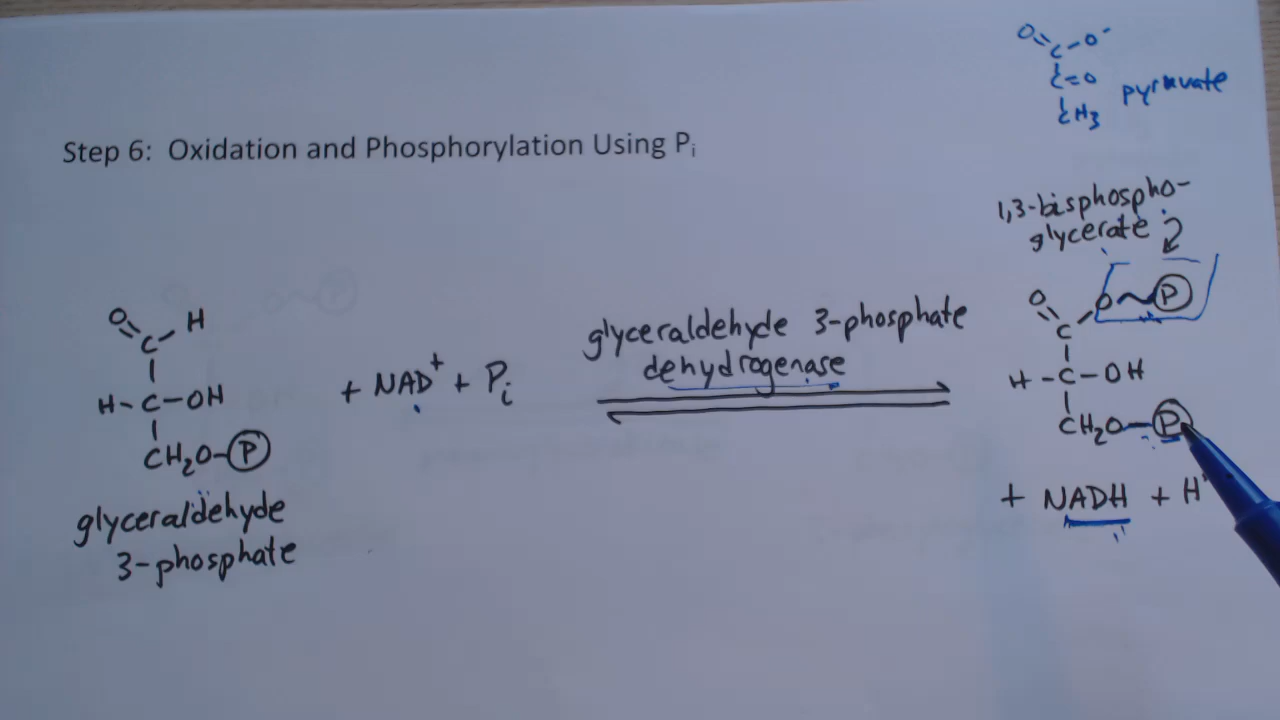 O O⁻
C
C=O pyruvate
CH₃
Step 6: Oxidation and Phosphorylation Using Pᵢ
1,3-bisphospho-
glycerate
O H
C
H-C-OH
CH₂O-P
glyceraldehyde
3-phosphate
+ NAD⁺ + Pᵢ
glyceraldehyde 3-phosphate
dehydrogenase
O O~P
C
H-C-OH
CH₂O-P
+ NADH + H⁺